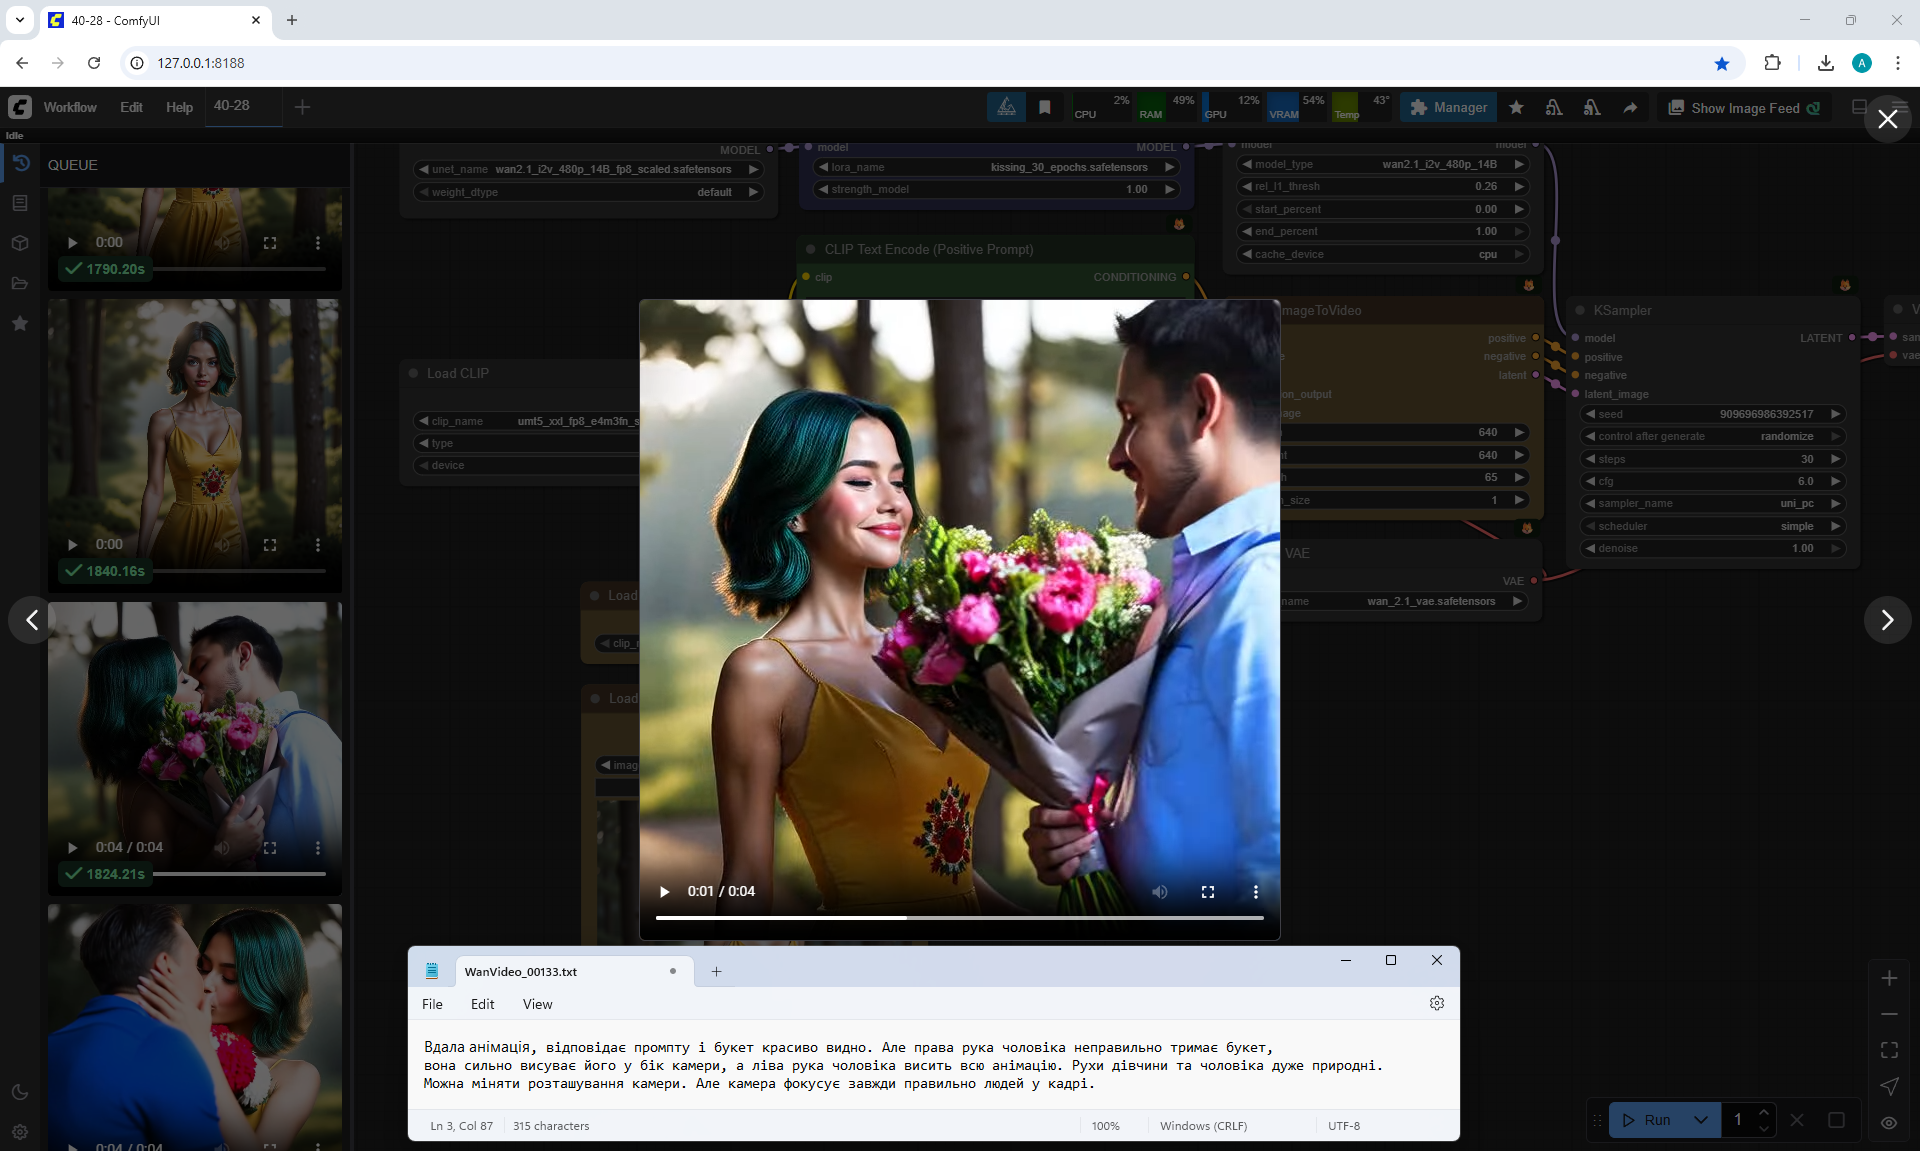 40-28 - ComfyUI
127.0.0.1:8188
Workflow Edit Help 40-28
CPU 2% RAM 49% GPU 12% VRAM 54% Temp 43° Manager Show Image Feed
Idle
QUEUE
0:00
1790.20s
0:00
1840.16s
0:04 / 0:04
1824.21s
0:04 / 0:04
MODEL
unet_name wan2.1_i2v_480p_14B_fp8_scaled.safetensors
weight_dtype default
model MODEL
lora_name kissing_30_epochs.safetensors
strength_model 1.00
model model
model_type wan2.1_i2v_480p_14B
rel_l1_thresh 0.26
start_percent 0.00
end_percent 1.00
cache_device cpu
CLIP Text Encode (Positive Prompt)
clip CONDITIONING
Load CLIP
clip_name umt5_xxl_fp8_e4m3fn_s
type
device
Load
clip_n
Load
imag
mageToVideo
positive
negative
latent
on_output
age
640
640
h 65
_size 1
VAE
VAE
name wan_2.1_vae.safetensors
KSampler
model LATENT
positive
negative
latent_image
seed 909696986392517
control after generate randomize
steps 30
cfg 6.0
sampler_name uni_pc
scheduler simple
denoise 1.00
V
sam
vae
0:01 / 0:04
WanVideo_00133.txt
File Edit View
Вдала анімація, відповідає промпту і букет красиво видно. Але права рука чоловіка неправильно тримає букет,
вона сильно висуває його у бік камери, а ліва рука чоловіка висить всю анімацію. Рухи дівчини та чоловіка дуже природні.
Можна міняти розташування камери. Але камера фокусує завжди правильно людей у кадрі.
Ln 3, Col 87 315 characters 100% Windows (CRLF) UTF-8
Run 1